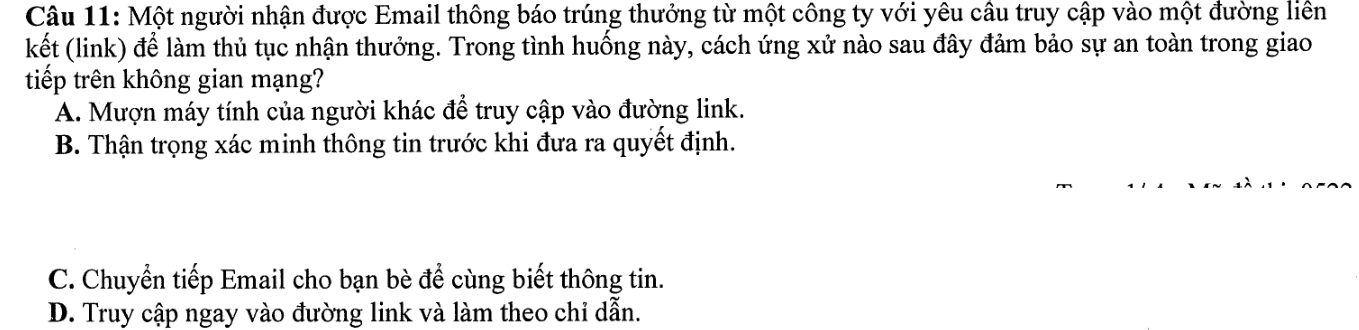 Câu 11: Một người nhận được Email thông báo trúng thưởng từ một công ty với yêu cầu truy cập vào một đường liên
kết (link) để làm thủ tục nhận thưởng. Trong tình huống này, cách ứng xử nào sau đây đảm bảo sự an toàn trong giao
tiếp trên không gian mạng?
A. Mượn máy tính của người khác để truy cập vào đường link.
B. Thận trọng xác minh thông tin trước khi đưa ra quyết định.
C. Chuyển tiếp Email cho bạn bè để cùng biết thông tin.
D. Truy cập ngay vào đường link và làm theo chỉ dẫn.